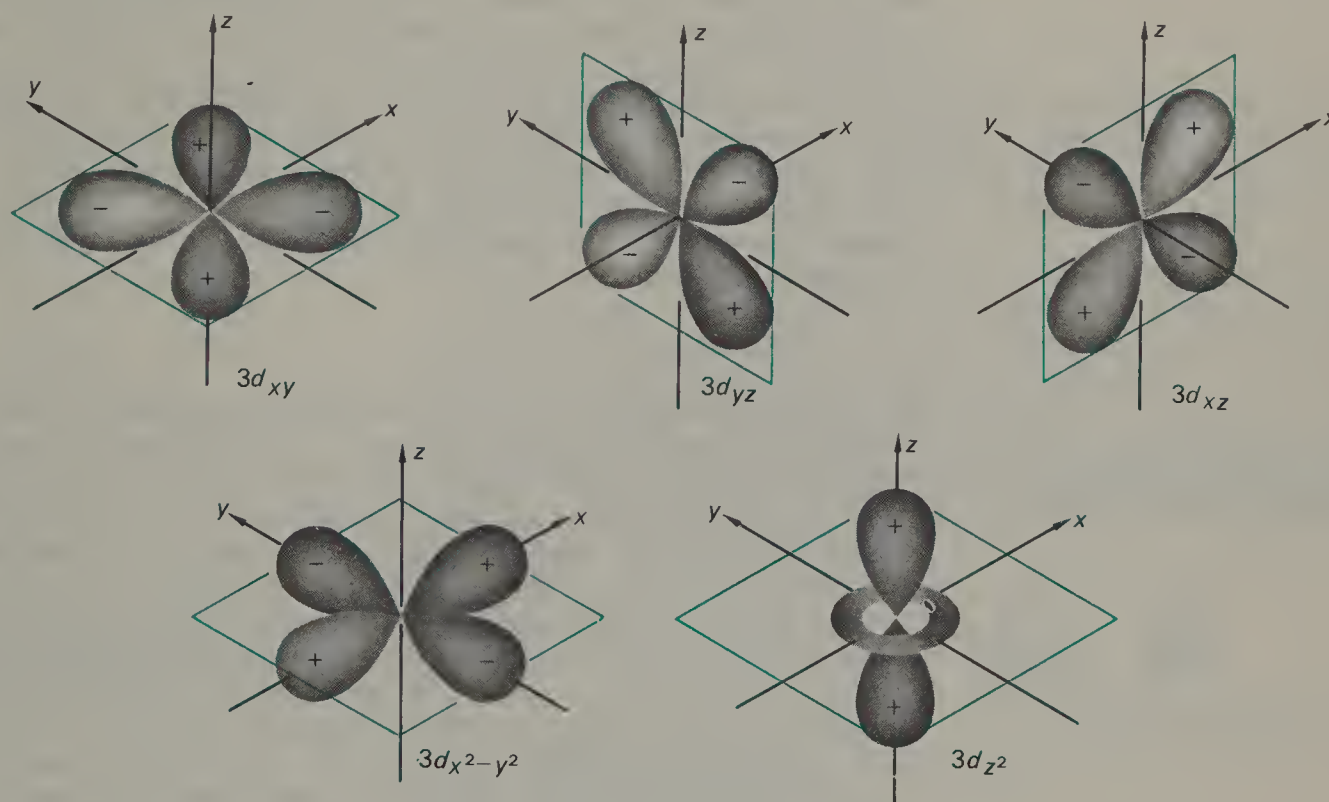 z
y
x
+
−
−
+
3d_xy
z
y
x
+
−
−
+
3d_yz
z
y
x
+
−
−
+
3d_xz
z
y
x
−
+
+
−
3d_x²−y²
z
y
x
+
+
3d_z²